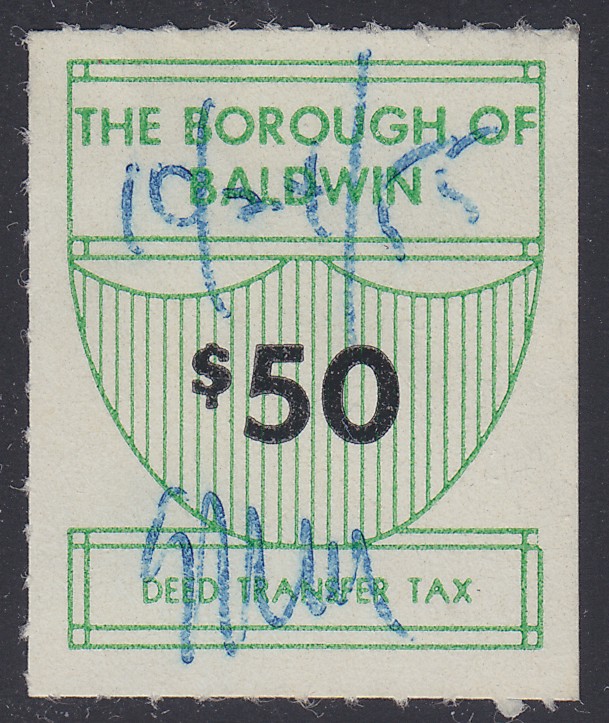 THE BOROUGH OF
BALDWIN
$50
DEED TRANSFER TAX